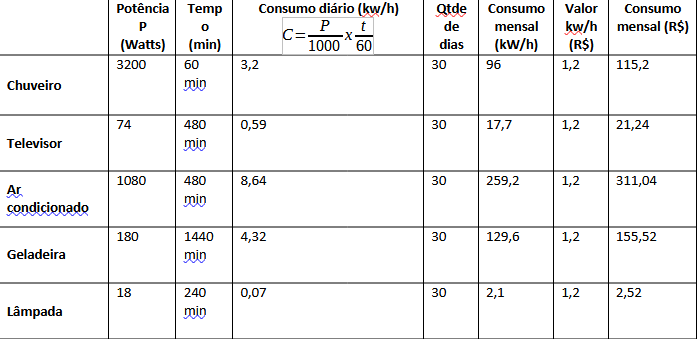 Potência P (Watts) | Tempo (min) | Consumo diário (kw/h) C = P/1000 x t/60 | Qtde de dias | Consumo mensal (kW/h) | Valor kw/h (R$) | Consumo mensal (R$)
Chuveiro | 3200 | 60 min | 3,2 | 30 | 96 | 1,2 | 115,2
Televisor | 74 | 480 min | 0,59 | 30 | 17,7 | 1,2 | 21,24
Ar condicionado | 1080 | 480 min | 8,64 | 30 | 259,2 | 1,2 | 311,04
Geladeira | 180 | 1440 min | 4,32 | 30 | 129,6 | 1,2 | 155,52
Lâmpada | 18 | 240 min | 0,07 | 30 | 2,1 | 1,2 | 2,52